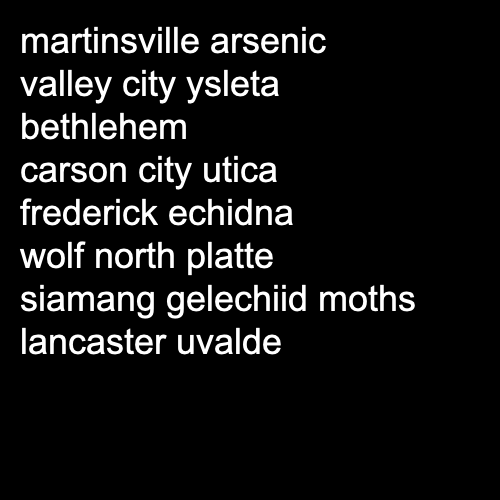 martinsville arsenic
valley city ysleta
bethlehem
carson city utica
frederick echidna
wolf north platte
siamang gelechiid moths
lancaster uvalde